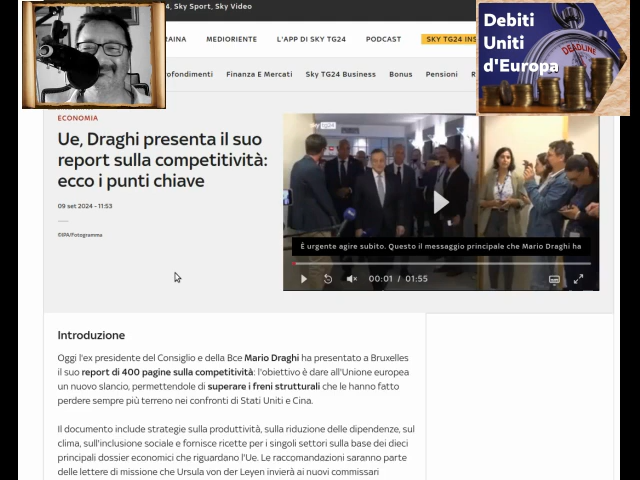 4, Sky Sport, Sky Video
RAINA MEDIORIENTE L'APP DI SKY TG24 PODCAST SKY TG24 INS
ofondimenti Finanza E Mercati Sky TG24 Business Bonus Pensioni R
Debiti
Uniti
d'Europa
DEADLINE
ECONOMIA
Ue, Draghi presenta il suo
report sulla competitività:
ecco i punti chiave
09 set 2024 - 11:53
©IPA/Fotogramma
sky tg24
È urgente agire subito. Questo il messaggio principale che Mario Draghi ha
00:01 / 01:55
Introduzione
Oggi l'ex presidente del Consiglio e della Bce Mario Draghi ha presentato a Bruxelles
il suo report di 400 pagine sulla competitività: l'obiettivo è dare all'Unione europea
un nuovo slancio, permettendole di superare i freni strutturali che le hanno fatto
perdere sempre più terreno nei confronti di Stati Uniti e Cina.
Il documento include strategie sulla produttività, sulla riduzione delle dipendenze, sul
clima, sull'inclusione sociale e fornisce ricette per i singoli settori sulla base dei dieci
principali dossier economici che riguardano l'Ue. Le raccomandazioni saranno parte
delle lettere di missione che Ursula von der Leyen invierà ai nuovi commissari